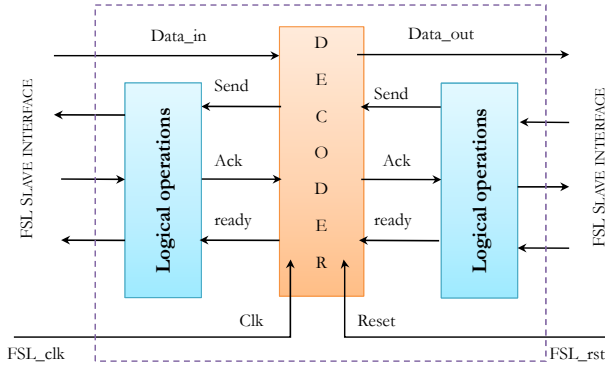 Data_in
Data_out
DECODER
Send
Send
FSL SLAVE INTERFACE
Logical operations
Ack
Ack
Logical operations
FSL SLAVE INTERFACE
ready
ready
Clk
Reset
FSL_clk
FSL_rst